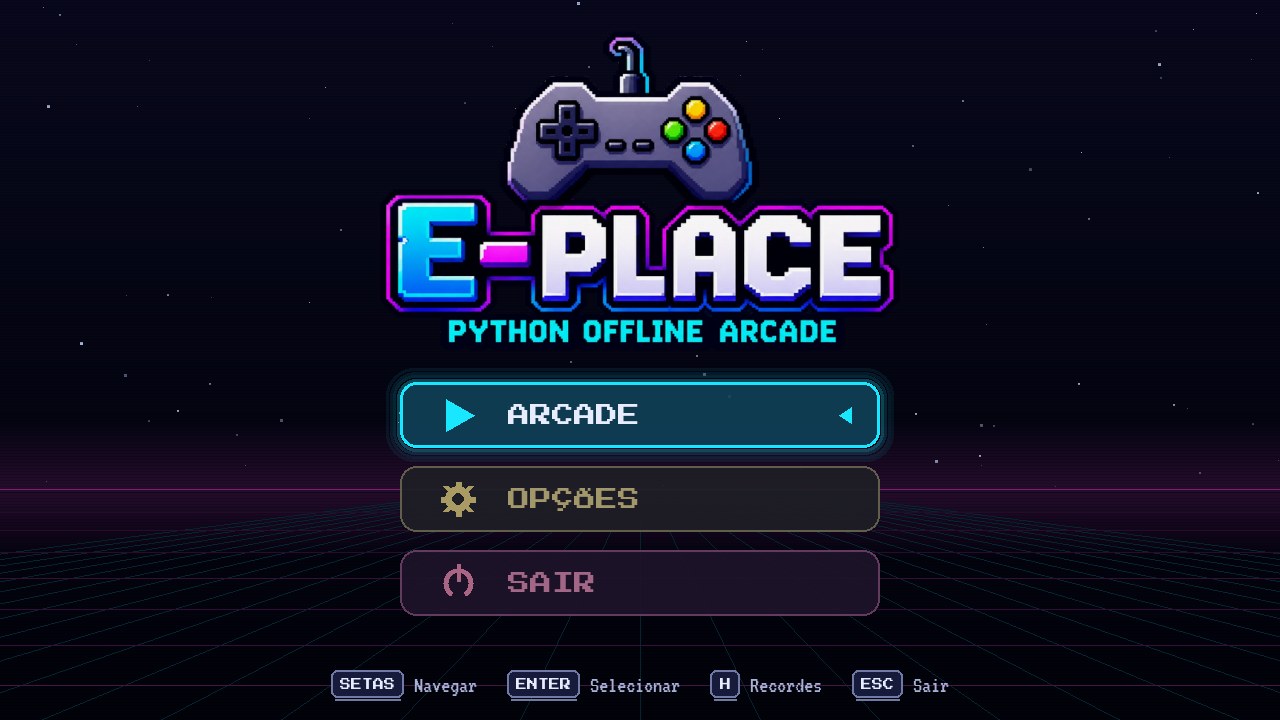 E-PLACE
PYTHON OFFLINE ARCADE
ARCADE
OPÇÕES
SAIR
SETAS Navegar ENTER Selecionar H Recordes ESC Sair